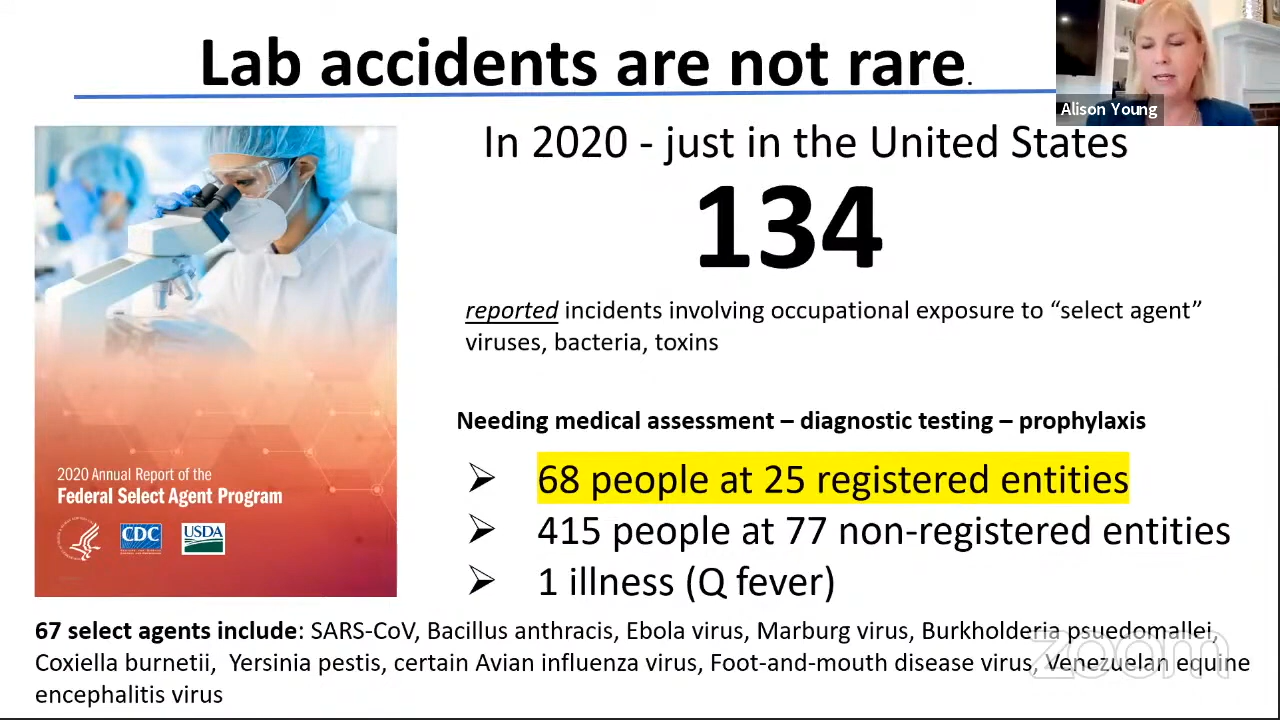 Lab accidents are not rare.
Alison Young
In 2020 - just in the United States
134
reported incidents involving occupational exposure to “select agent”
viruses, bacteria, toxins
Needing medical assessment – diagnostic testing – prophylaxis
68 people at 25 registered entities
415 people at 77 non-registered entities
1 illness (Q fever)
2020 Annual Report of the
Federal Select Agent Program
CDC
USDA
67 select agents include: SARS-CoV, Bacillus anthracis, Ebola virus, Marburg virus, Burkholderia psuedomallei,
Coxiella burnetii, Yersinia pestis, certain Avian influenza virus, Foot-and-mouth disease virus, Venezuelan equine
encephalitis virus
zoom